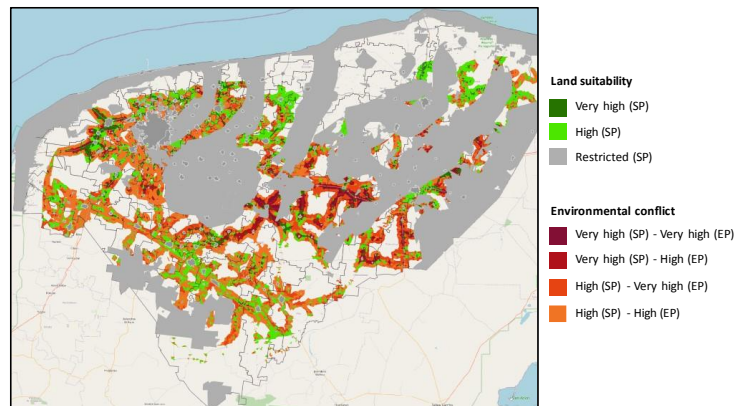 Land suitability
Very high (SP)
High (SP)
Restricted (SP)
Environmental conflict
Very high (SP) - Very high (EP)
Very high (SP) - High (EP)
High (SP) - Very high (EP)
High (SP) - High (EP)